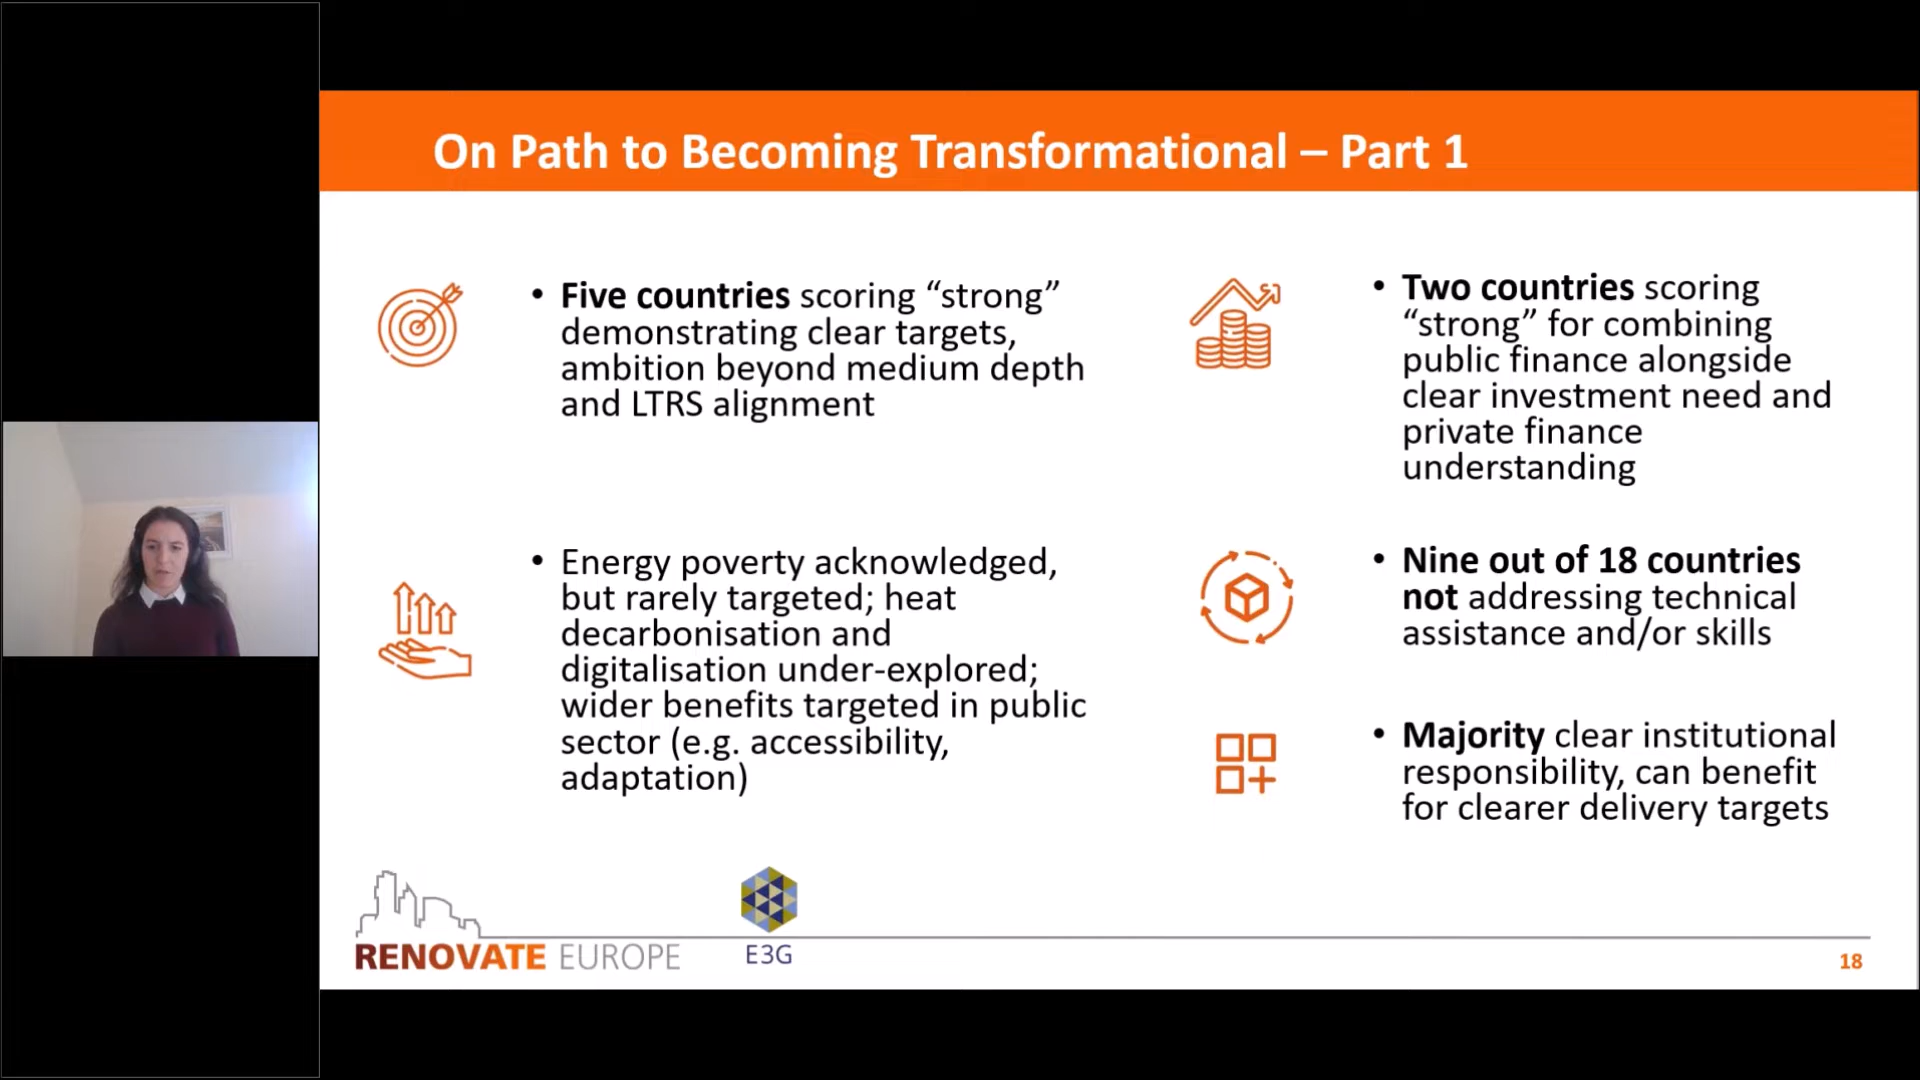 On Path to Becoming Transformational – Part 1
• Five countries scoring “strong”
demonstrating clear targets,
ambition beyond medium depth
and LTRS alignment
• Energy poverty acknowledged,
but rarely targeted; heat
decarbonisation and
digitalisation under-explored;
wider benefits targeted in public
sector (e.g. accessibility,
adaptation)
• Two countries scoring
“strong” for combining
public finance alongside
clear investment need and
private finance
understanding
• Nine out of 18 countries
not addressing technical
assistance and/or skills
• Majority clear institutional
responsibility, can benefit
for clearer delivery targets
RENOVATE EUROPE
E3G
18